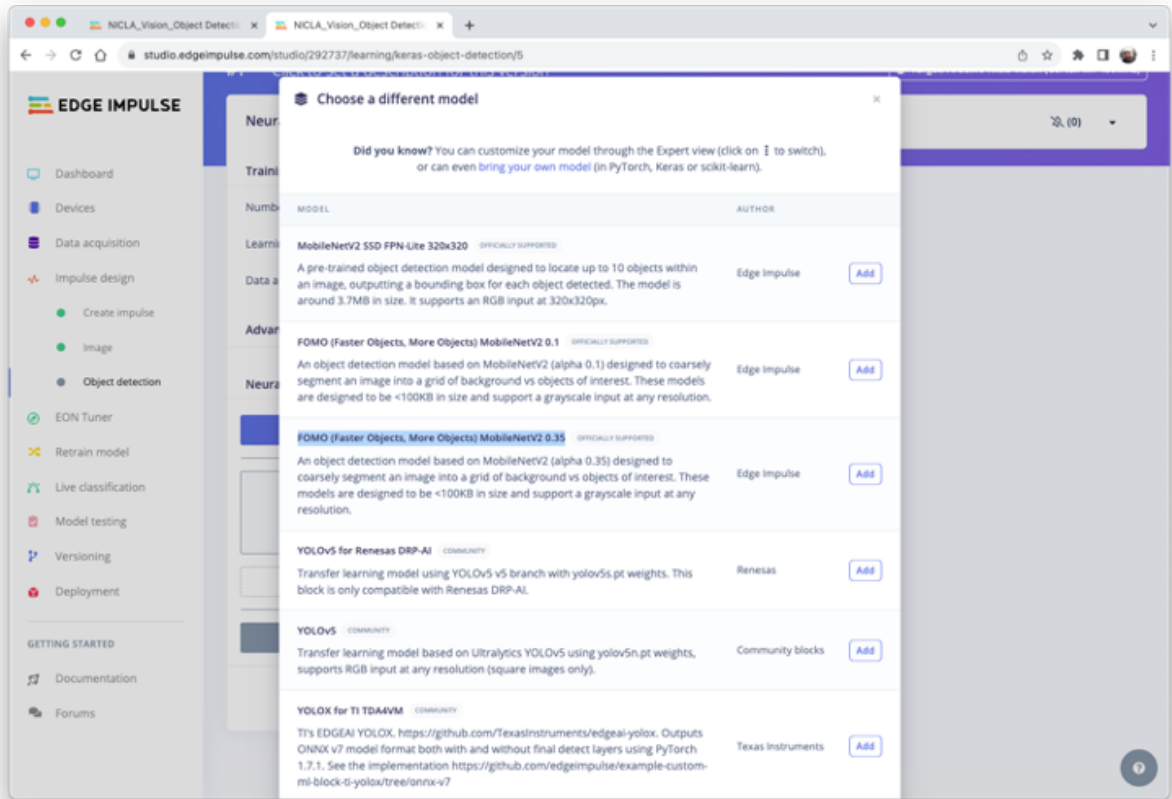 NICLA_Vision_Object Detecti
NICLA_Vision_Object Detecti
studio.edgeimpulse.com/studio/292737/learning/keras-object-detection/5
EDGE IMPULSE
Dashboard
Devices
Data acquisition
Impulse design
Create impulse
Image
Object detection
EON Tuner
Retrain model
Live classification
Model testing
Versioning
Deployment
GETTING STARTED
Documentation
Forums
#1 Click to set a description for this version
Neur
(0)
Traini
Numb
Learni
Data a
Advar
Neura
Choose a different model
Did you know? You can customize your model through the Expert view (click on ⋮ to switch),
or can even bring your own model (in PyTorch, Keras or scikit-learn).
MODEL AUTHOR
MobileNetV2 SSD FPN-Lite 320x320 OFFICIALLY SUPPORTED
A pre-trained object detection model designed to locate up to 10 objects within
an image, outputting a bounding box for each object detected. The model is
around 3.7MB in size. It supports an RGB input at 320x320px.
Edge Impulse
Add
FOMO (Faster Objects, More Objects) MobileNetV2 0.1 OFFICIALLY SUPPORTED
An object detection model based on MobileNetV2 (alpha 0.1) designed to coarsely
segment an image into a grid of background vs objects of interest. These models
are designed to be <100KB in size and support a grayscale input at any resolution.
Edge Impulse
Add
FOMO (Faster Objects, More Objects) MobileNetV2 0.35 OFFICIALLY SUPPORTED
An object detection model based on MobileNetV2 (alpha 0.35) designed to
coarsely segment an image into a grid of background vs objects of interest. These
models are designed to be <100KB in size and support a grayscale input at any
resolution.
Edge Impulse
Add
YOLOv5 for Renesas DRP-AI COMMUNITY
Transfer learning model using YOLOv5 v5 branch with yolov5s.pt weights. This
block is only compatible with Renesas DRP-AI.
Renesas
Add
YOLOv5 COMMUNITY
Transfer learning model based on Ultralytics YOLOv5 using yolov5n.pt weights,
supports RGB input at any resolution (square images only).
Community blocks
Add
YOLOX for TI TDA4VM COMMUNITY
TI's EDGEAI YOLOX. https://github.com/TexasInstruments/edgeai-yolox. Outputs
ONNX v7 model format both with and without final detect layers using PyTorch
1.7.1. See the implementation https://github.com/edgeimpulse/example-custom-
ml-block-ti-yolox/tree/onnx-v7
Texas Instruments
Add